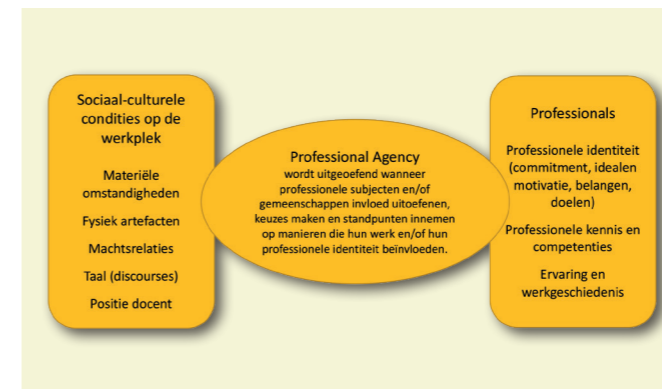 Sociaal-culturele
condities op de
werkplek
Materiële
omstandigheden
Fysiek artefacten
Machtsrelaties
Taal (discourses)
Positie docent
Professional Agency
wordt uitgeoefend wanneer
professionele subjecten en/of
gemeenschappen invloed uitoefenen,
keuzes maken en standpunten innemen
op manieren die hun werk en/of hun
professionele identiteit beïnvloeden.
Professionals
Professionele identiteit
(commitment, idealen
motivatie, belangen,
doelen)
Professionele kennis en
competenties
Ervaring en
werkgeschiedenis